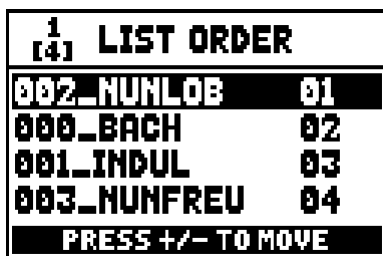 1
[4] LIST ORDER
002_NUNLOB 01
000_BACH 02
001_INDUL 03
003_NUNFREU 04
PRESS +/- TO MOVE